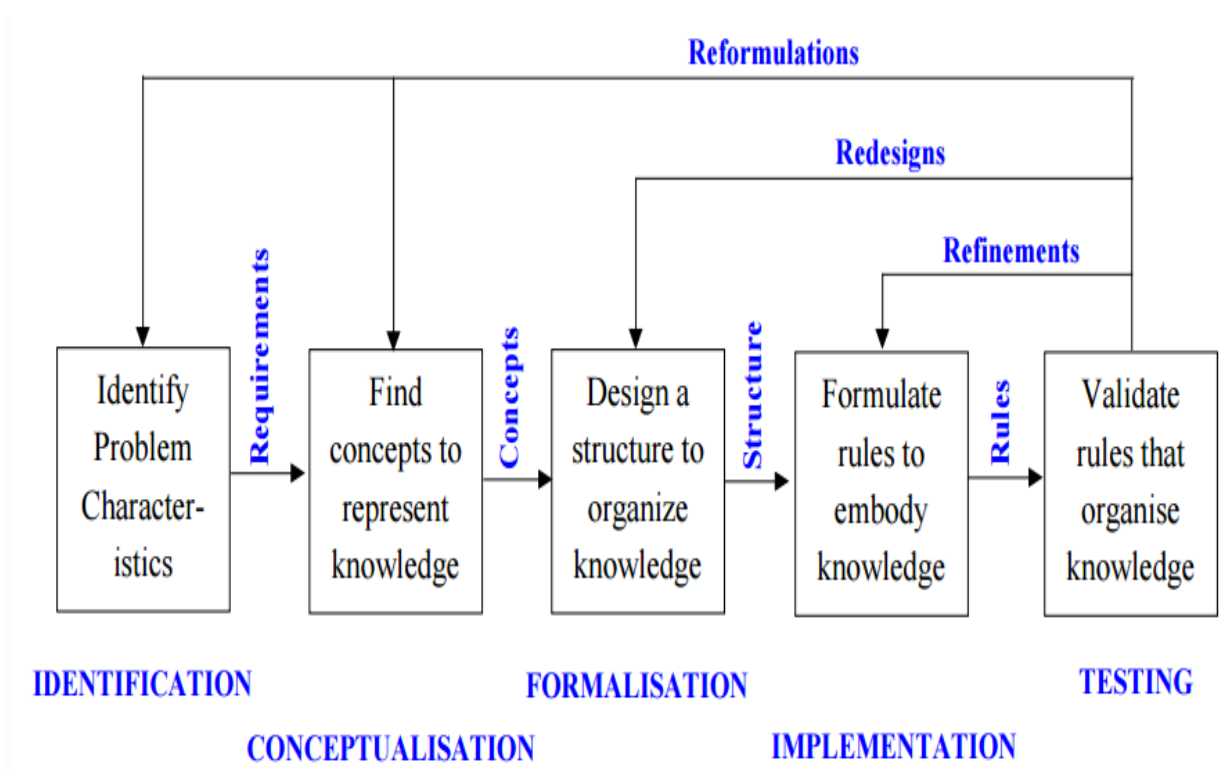 Reformulations
Redesigns
Refinements
Requirements
Concepts
Structure
Rules
Identify
Problem
Character-
istics
Find
concepts to
represent
knowledge
Design a
structure to
organize
knowledge
Formulate
rules to
embody
knowledge
Validate
rules that
organise
knowledge
IDENTIFICATION
CONCEPTUALISATION
FORMALISATION
IMPLEMENTATION
TESTING